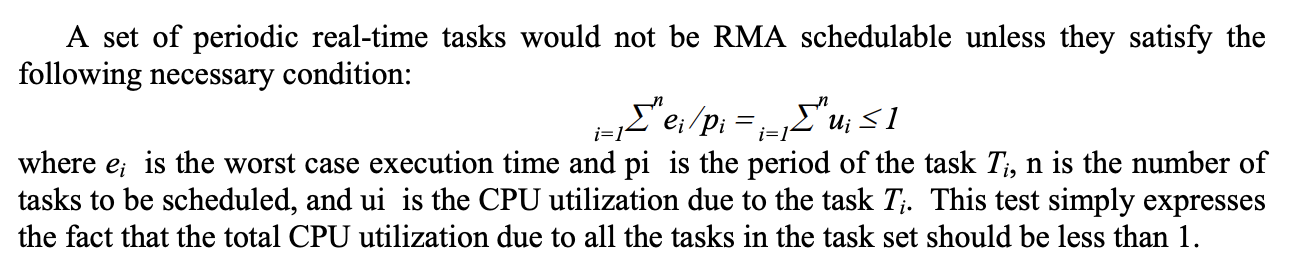 A set of periodic real-time tasks would not be RMA schedulable unless they satisfy the
following necessary condition:
i=1Σⁿ eᵢ/pᵢ = i=1Σⁿ uᵢ ≤ 1
where eᵢ is the worst case execution time and pi is the period of the task Tᵢ, n is the number of
tasks to be scheduled, and ui is the CPU utilization due to the task Tᵢ. This test simply expresses
the fact that the total CPU utilization due to all the tasks in the task set should be less than 1.